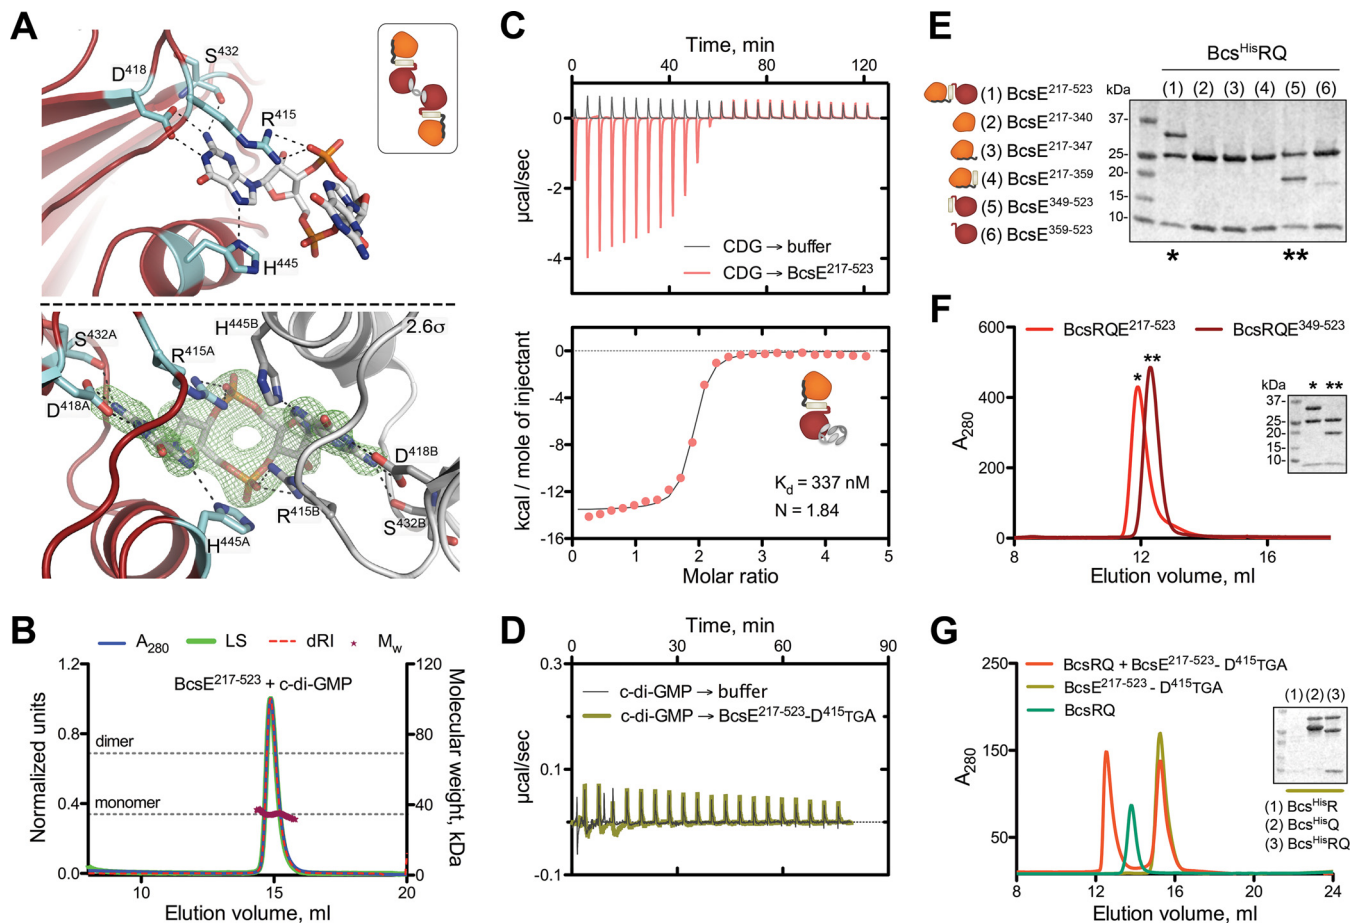 A
S432
D418
R415
H445
2.6σ
H445B
S432A
R415A
D418A
D418B
R415B
S432B
H445A
B
A280 LS dRI Mw
BcsE217-523 + c-di-GMP
dimer
monomer
Normalized units
1.2
0.8
0.4
0.0
120
80
40
0
Molecular weight, kDa
10 15 20
Elution volume, ml
C
Time, min
0 40 80 120
µcal/sec
0
-2
-4
CDG → buffer
CDG → BcsE217-523
kcal / mole of injectant
0
-4
-8
-12
-16
Kd = 337 nM
N = 1.84
0 1 2 3 4 5
Molar ratio
D
Time, min
0 30 60 90
µcal/sec
0.3
0.1
-0.1
c-di-GMP → buffer
c-di-GMP → BcsE217-523-D415TGA
E
BcsHisRQ
(1) BcsE217-523
(2) BcsE217-340
(3) BcsE217-347
(4) BcsE217-359
(5) BcsE349-523
(6) BcsE359-523
kDa (1) (2) (3) (4) (5) (6)
37-
25-
20-
15-
10-
* **
F
BcsRQE217-523 BcsRQE349-523
A280
600
400
200
0
* **
kDa * **
37-
25-
20-
15-
10-
8 12 16
Elution volume, ml
G
BcsRQ + BcsE217-523- D415TGA
BcsE217-523 - D415TGA
BcsRQ
A280
250
150
50
(1) (2) (3)
(1) BcsHisR
(2) BcsHisQ
(3) BcsHisRQ
8 12 16 20 24
Elution volume, ml